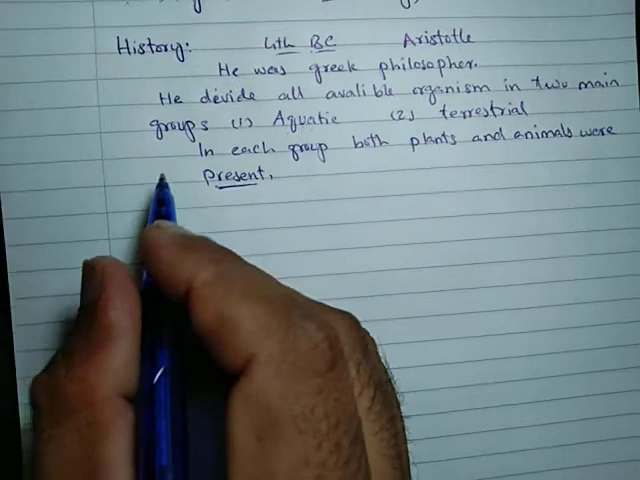 History: 4th BC Aristotle
He was greek philosopher.
He devide all avalible organism in two main
groups (1) Aquatic (2) terrestrial
In each group both plants and animals were
present.